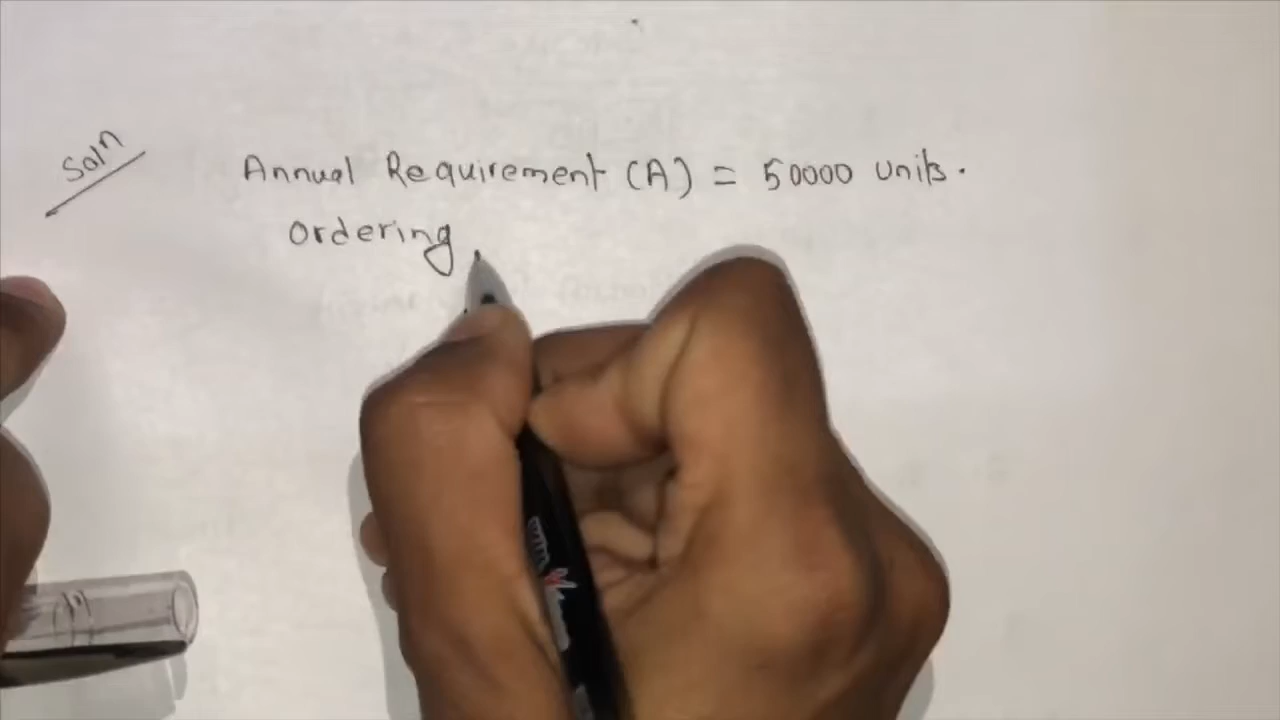 Soln
Annual Requirement (A) = 50000 units.
Ordering